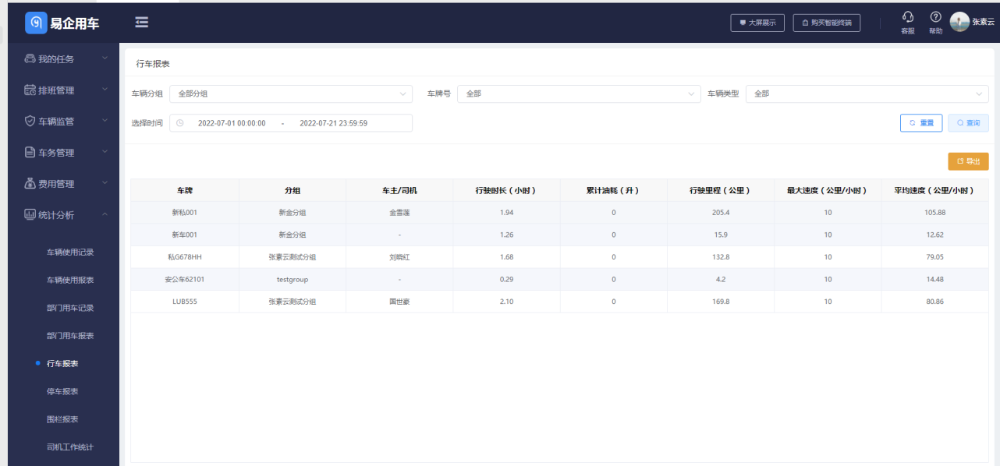 易企用车
大屏展示 购买智能终端 客服 帮助 张素云
我的任务
排班管理
车辆监管
车务管理
费用管理
统计分析
车辆使用记录
车辆使用报表
部门用车记录
部门用车报表
行车报表
停车报表
围栏报表
司机工作统计
行车报表
车辆分组 全部分组 车牌号 全部 车辆类型 全部
选择时间 2022-07-01 00:00:00 - 2022-07-21 23:59:59 重置 查询
导出
车牌 分组 车主/司机 行驶时长（小时） 累计油耗（升） 行驶里程（公里） 最大速度（公里/小时） 平均速度（公里/小时）
新私001 新金分组 金雪莲 1.94 0 205.4 10 105.88
新车001 新金分组 - 1.26 0 15.9 10 12.62
私G678HH 张素云测试分组 刘晓红 1.68 0 132.8 10 79.05
安公车62101 testgroup - 0.29 0 4.2 10 14.48
LUB555 张素云测试分组 国世豪 2.10 0 169.8 10 80.86